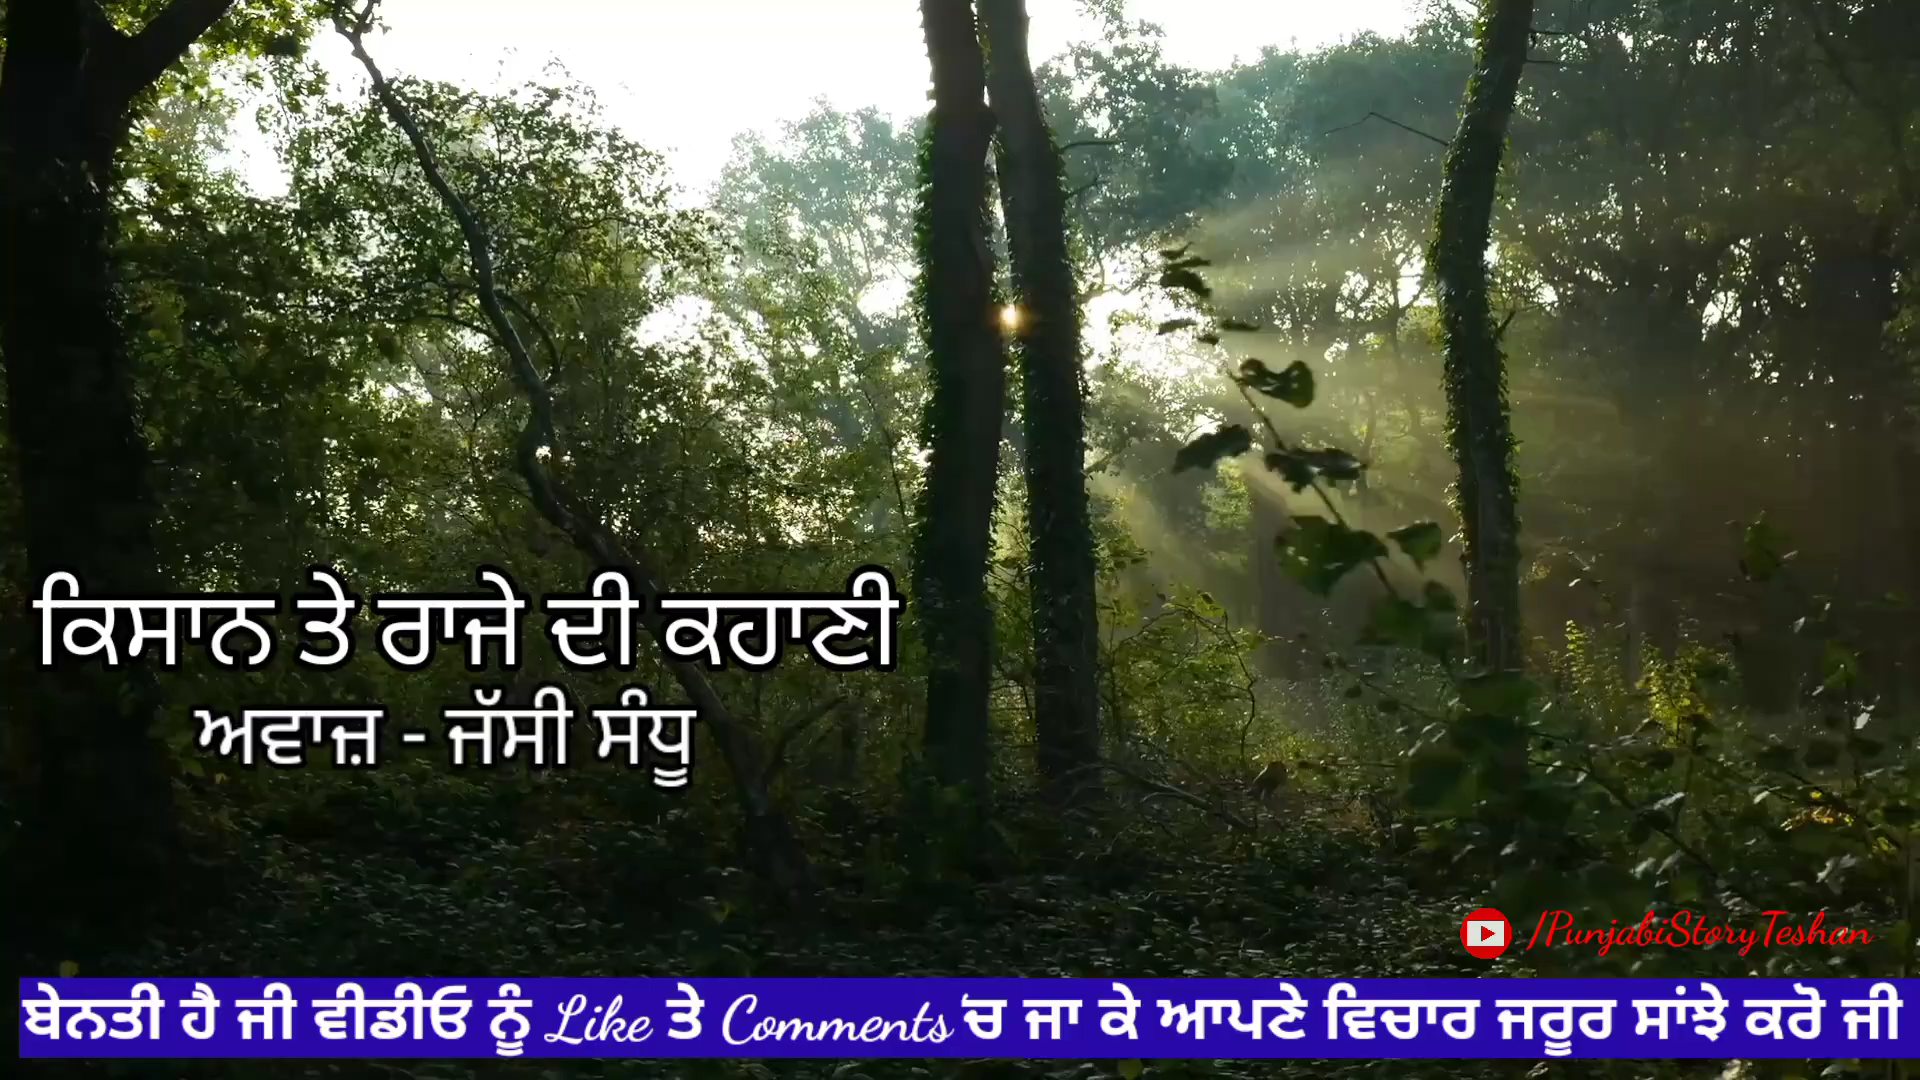 ਕਿਸਾਨ ਤੇ ਰਾਜੇ ਦੀ ਕਹਾਣੀ
ਅਵਾਜ਼ - ਜੱਸੀ ਸੰਧੂ
/PunjabiStoryTeshan
ਬੇਨਤੀ ਹੈ ਜੀ ਵੀਡੀਓ ਨੂੰ Like ਤੇ Comments 'ਚ ਜਾ ਕੇ ਆਪਣੇ ਵਿਚਾਰ ਜਰੂਰ ਸਾਂਝੇ ਕਰੋ ਜੀ